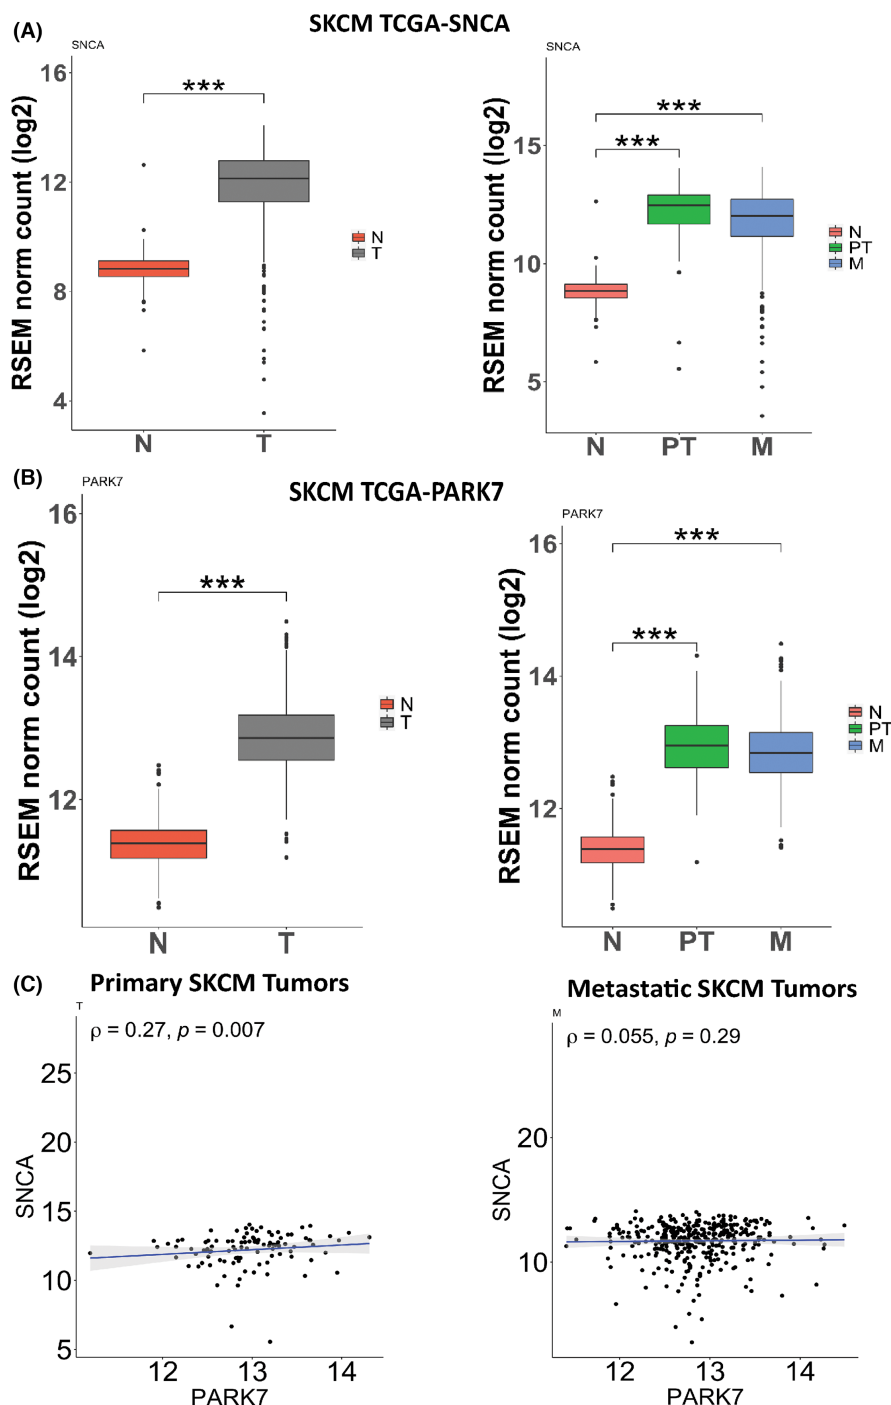 (A)
SKCM TCGA-SNCA
SNCA
RSEM norm count (log2)
16
12
8
4
***
N
T
N
T
SNCA
RSEM norm count (log2)
15
10
5
***
***
N
PT
M
N
PT
M
(B)
SKCM TCGA-PARK7
PARK7
RSEM norm count (log2)
16
14
12
***
N
T
N
T
PARK7
RSEM norm count (log2)
16
14
12
***
***
N
PT
M
N
PT
M
(C)
Primary SKCM Tumors
T
ρ = 0.27, p = 0.007
SNCA
25
20
15
10
5
12
13
14
PARK7
Metastatic SKCM Tumors
M
ρ = 0.055, p = 0.29
SNCA
20
10
12
13
14
PARK7